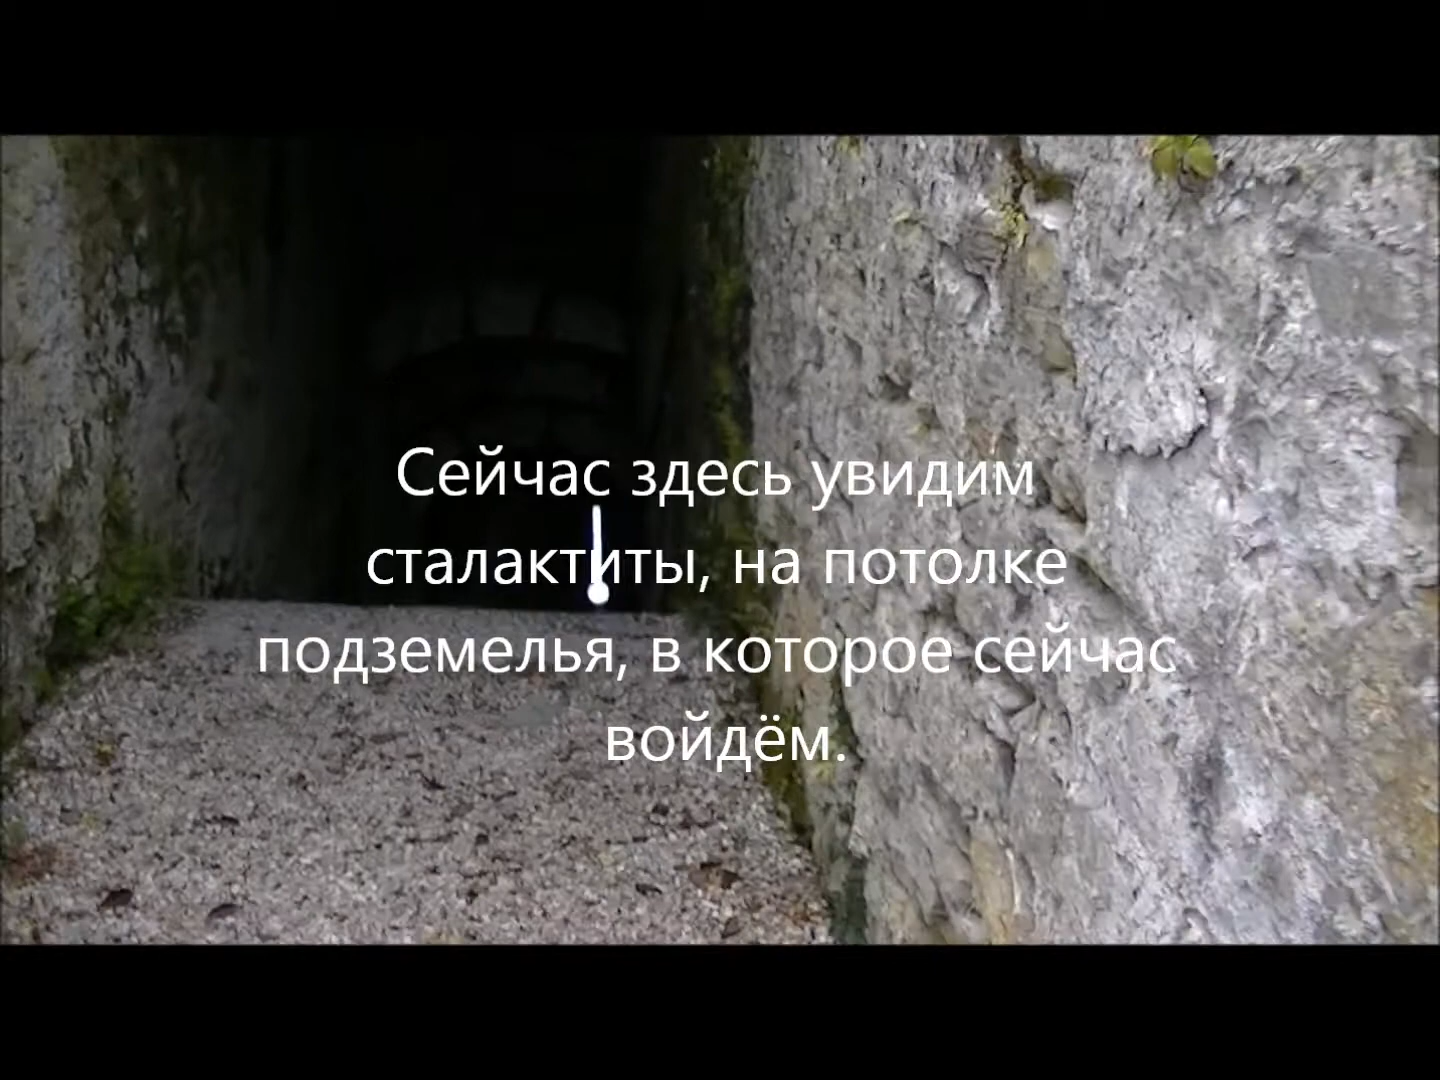 Сейчас здесь увидим
сталактиты, на потолке
подземелья, в которое сейчас
войдём.